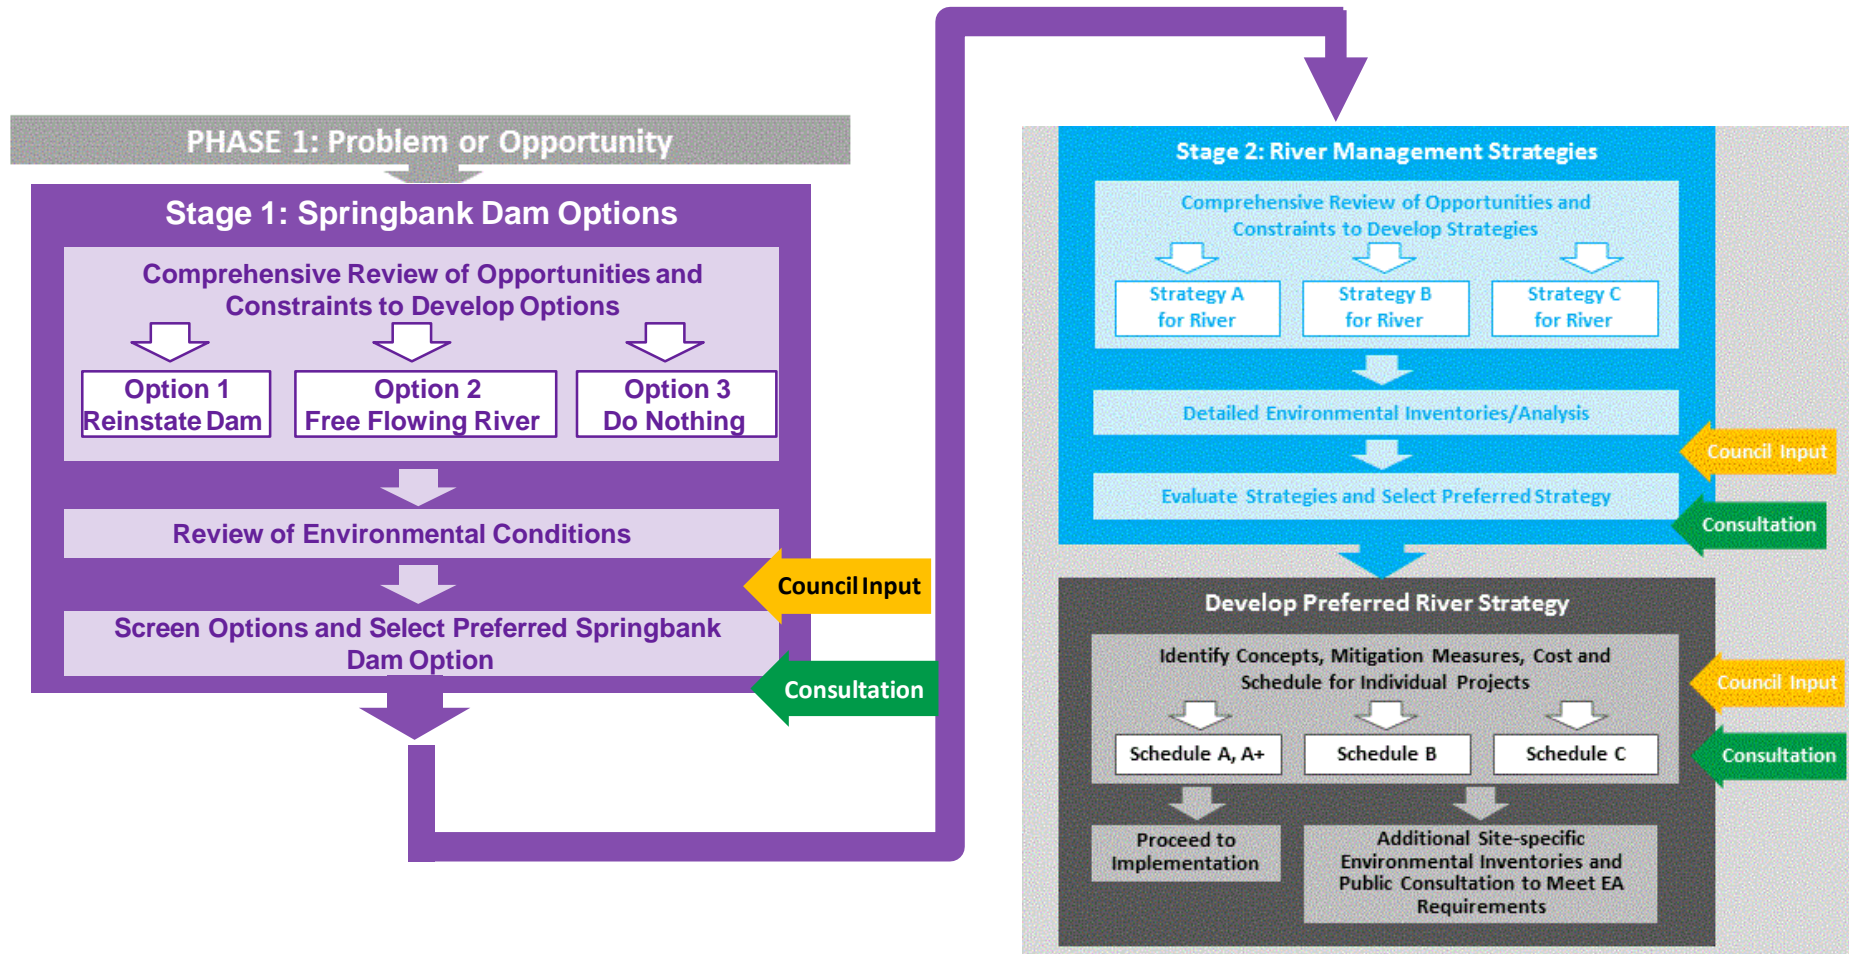 PHASE 1: Problem or Opportunity
Stage 1: Springbank Dam Options
Comprehensive Review of Opportunities and
Constraints to Develop Options
Option 1
Reinstate Dam
Option 2
Free Flowing River
Option 3
Do Nothing
Review of Environmental Conditions
Council Input
Screen Options and Select Preferred Springbank
Dam Option
Consultation
Stage 2: River Management Strategies
Comprehensive Review of Opportunities and
Constraints to Develop Strategies
Strategy A
for River
Strategy B
for River
Strategy C
for River
Detailed Environmental Inventories/Analysis
Council Input
Evaluate Strategies and Select Preferred Strategy
Consultation
Develop Preferred River Strategy
Identify Concepts, Mitigation Measures, Cost and
Schedule for Individual Projects
Council Input
Schedule A, A+
Schedule B
Schedule C
Consultation
Proceed to
Implementation
Additional Site-specific
Environmental Inventories and
Public Consultation to Meet EA
Requirements